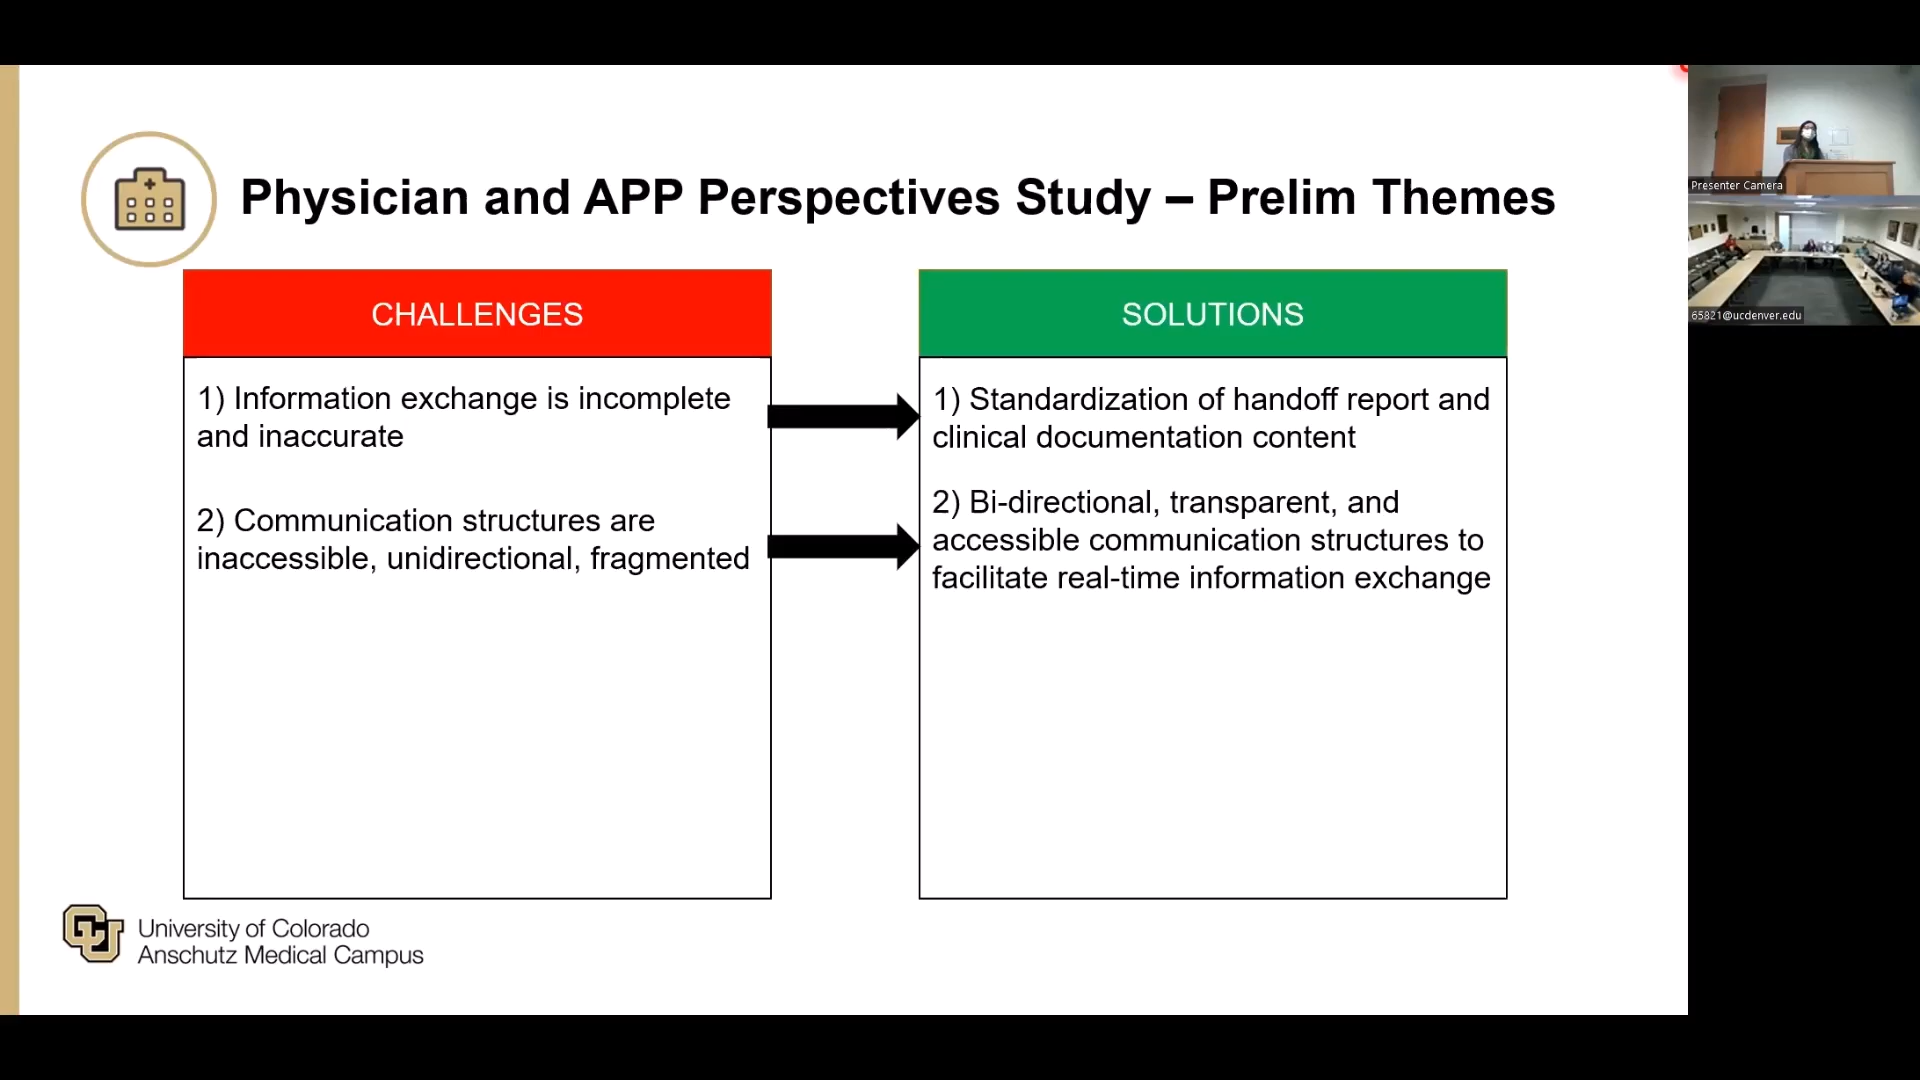 Physician and APP Perspectives Study – Prelim Themes
CHALLENGES
1) Information exchange is incomplete
and inaccurate
2) Communication structures are
inaccessible, unidirectional, fragmented
SOLUTIONS
1) Standardization of handoff report and
clinical documentation content
2) Bi-directional, transparent, and
accessible communication structures to
facilitate real-time information exchange
University of Colorado
Anschutz Medical Campus
Presenter Camera
65821@ucdenver.edu